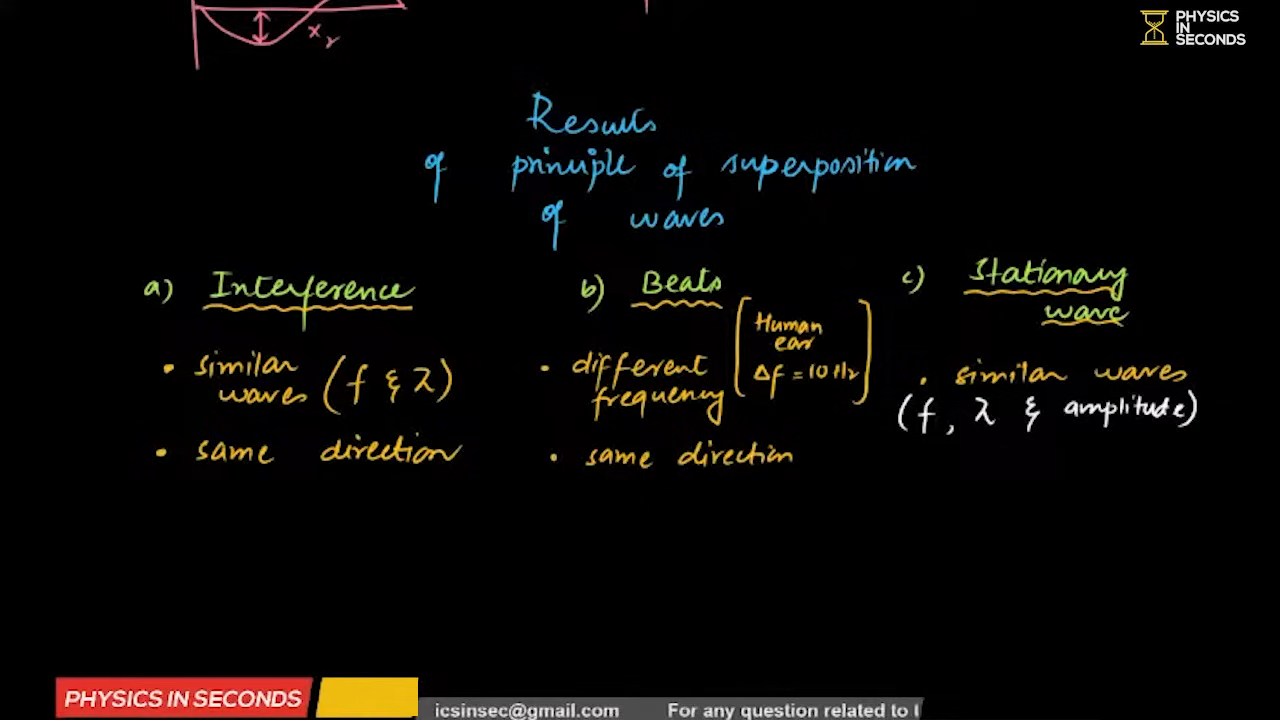 PHYSICS
IN
SECONDS
x₂
Results
of principle of superposition
of waves
a) Interference
• similar
waves (f & λ)
• same direction
b) Beats
[Human
ear
Δf = 10 Hz]
• different
frequency
• same direction
c) Stationary
wave
• similar waves
(f, λ & amplitude)
PHYSICS IN SECONDS
icsinsec@gmail.com For any question related to